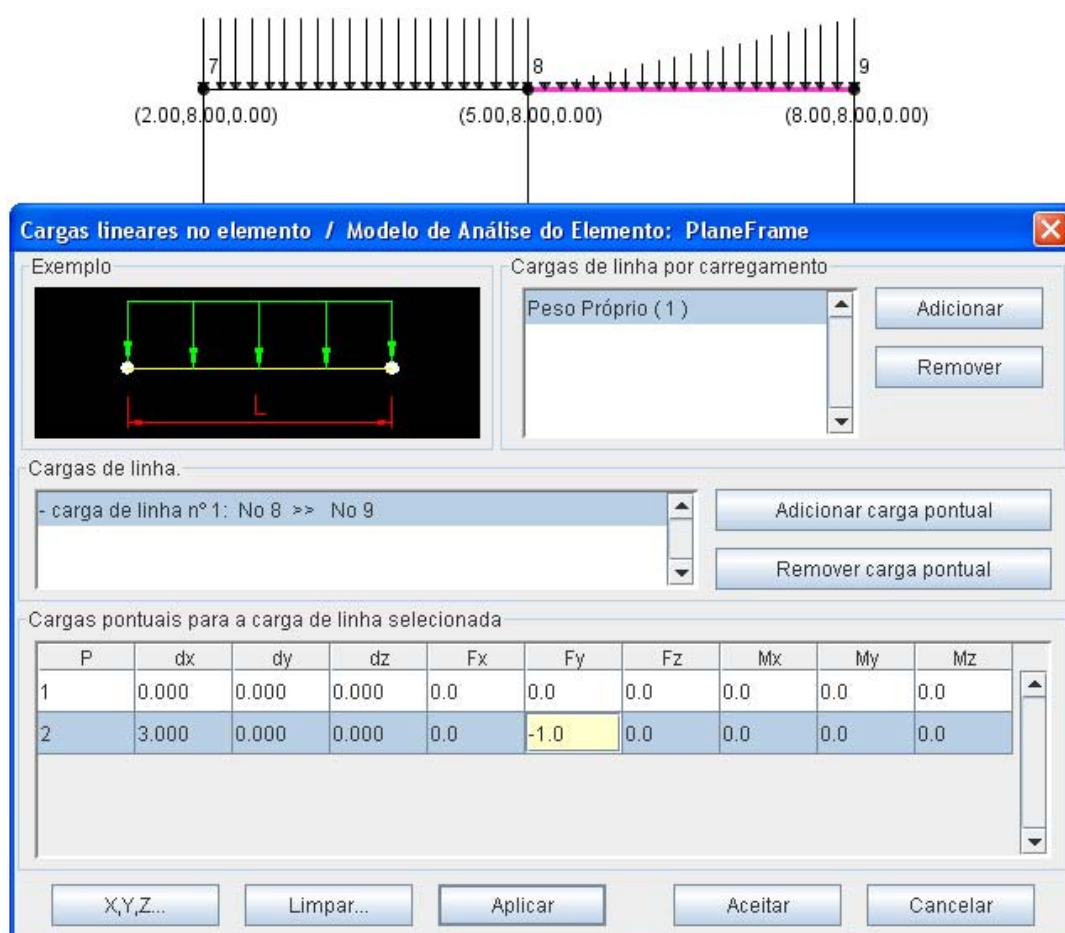 7 8 9
(2.00,8.00,0.00) (5.00,8.00,0.00) (8.00,8.00,0.00)
Cargas lineares no elemento / Modelo de Análise do Elemento: PlaneFrame
Exemplo
L
Cargas de linha por carregamento
Peso Próprio ( 1 )
Adicionar
Remover
Cargas de linha.
- carga de linha nº 1: No 8 >> No 9
Adicionar carga pontual
Remover carga pontual
Cargas pontuais para a carga de linha selecionada
P dx dy dz Fx Fy Fz Mx My Mz
1 0.000 0.000 0.000 0.0 0.0 0.0 0.0 0.0 0.0
2 3.000 0.000 0.000 0.0 -1.0 0.0 0.0 0.0 0.0
X,Y,Z... Limpar... Aplicar Aceitar Cancelar